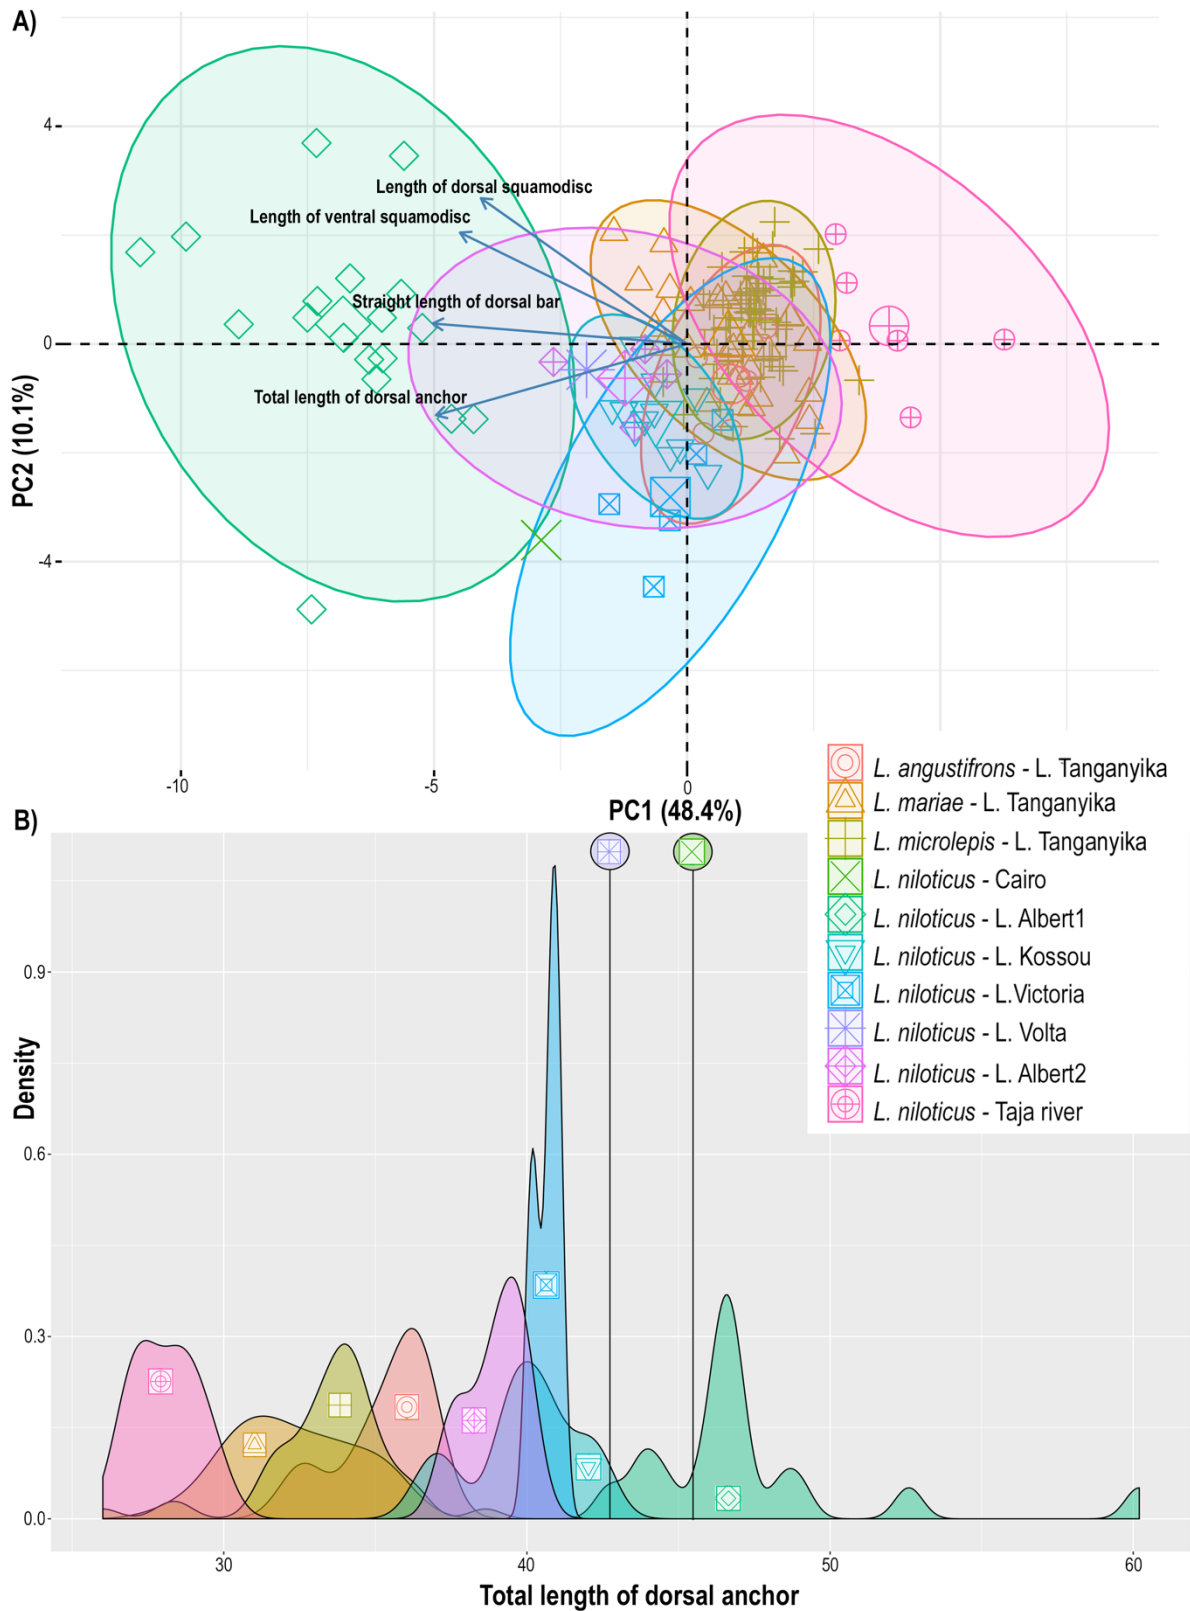 A)
4
0
-4
PC2 (10.1%)
Length of dorsal squamodisc
Length of ventral squamodisc
Straight length of dorsal bar
Total length of dorsal anchor
-10
-5
0
PC1 (48.4%)
L. angustifrons - L. Tanganyika
L. mariae - L. Tanganyika
L. microlepis - L. Tanganyika
L. niloticus - Cairo
L. niloticus - L. Albert1
L. niloticus - L. Kossou
L. niloticus - L.Victoria
L. niloticus - L. Volta
L. niloticus - L. Albert2
L. niloticus - Taja river
B)
0.9
0.6
0.3
0.0
Density
30
40
50
60
Total length of dorsal anchor